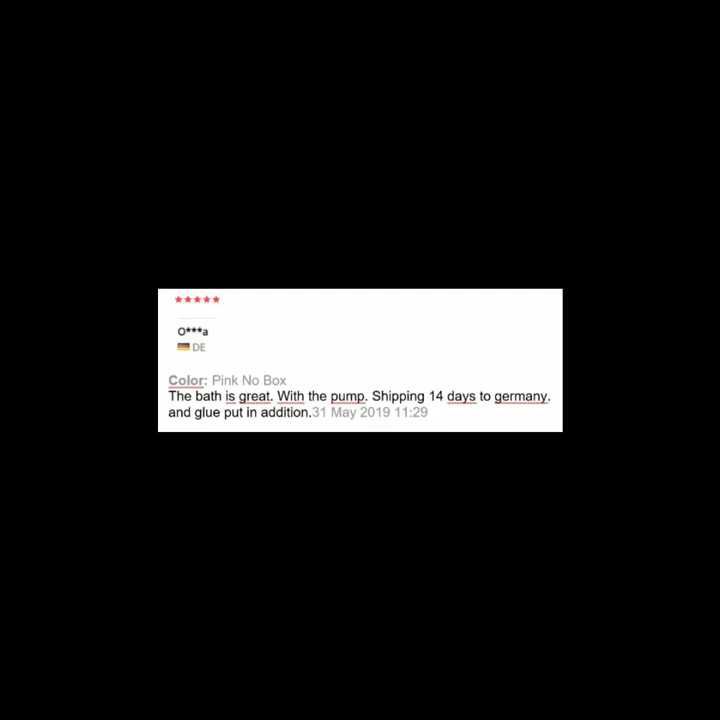 O***a
DE
Color: Pink No Box
The bath is great. With the pump. Shipping 14 days to germany.
and glue put in addition.31 May 2019 11:29